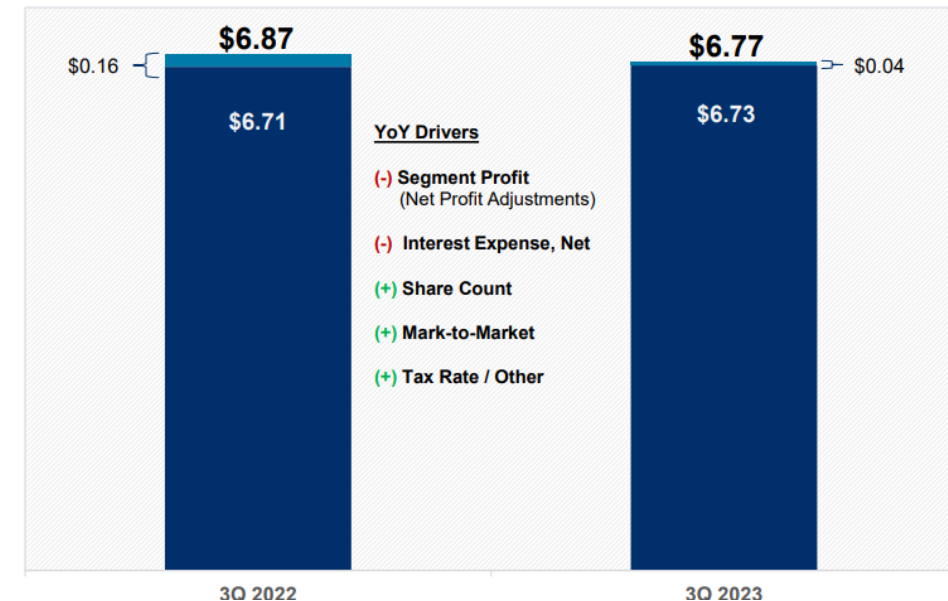 $6.87
$0.16
$6.71
$6.77
$0.04
$6.73
YoY Drivers
(-) Segment Profit
(Net Profit Adjustments)
(-) Interest Expense, Net
(+) Share Count
(+) Mark-to-Market
(+) Tax Rate / Other
3Q 2022
3Q 2023